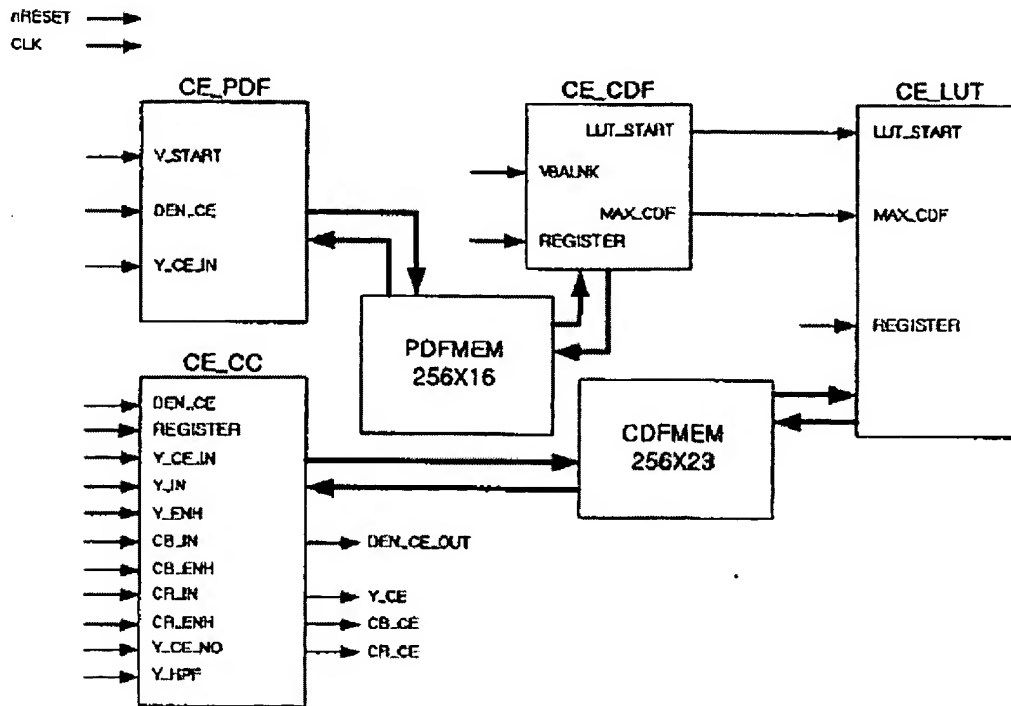 nRESET
CLK
CE_PDF
V_START
DEN_CE
Y_CE_IN
CE_CDF
LUT_START
VBALNK
MAX_CDF
REGISTER
CE_LUT
LUT_START
MAX_CDF
REGISTER
PDFMEM
256X16
CDFMEM
256X23
CE_CC
DEN_CE
REGISTER
Y_CE_IN
Y_IN
Y_ENH
CB_IN
CB_ENH
CR_IN
CR_ENH
Y_CE_NO
Y_HPF
DEN_CE_OUT
Y_CE
CB_CE
CR_CE